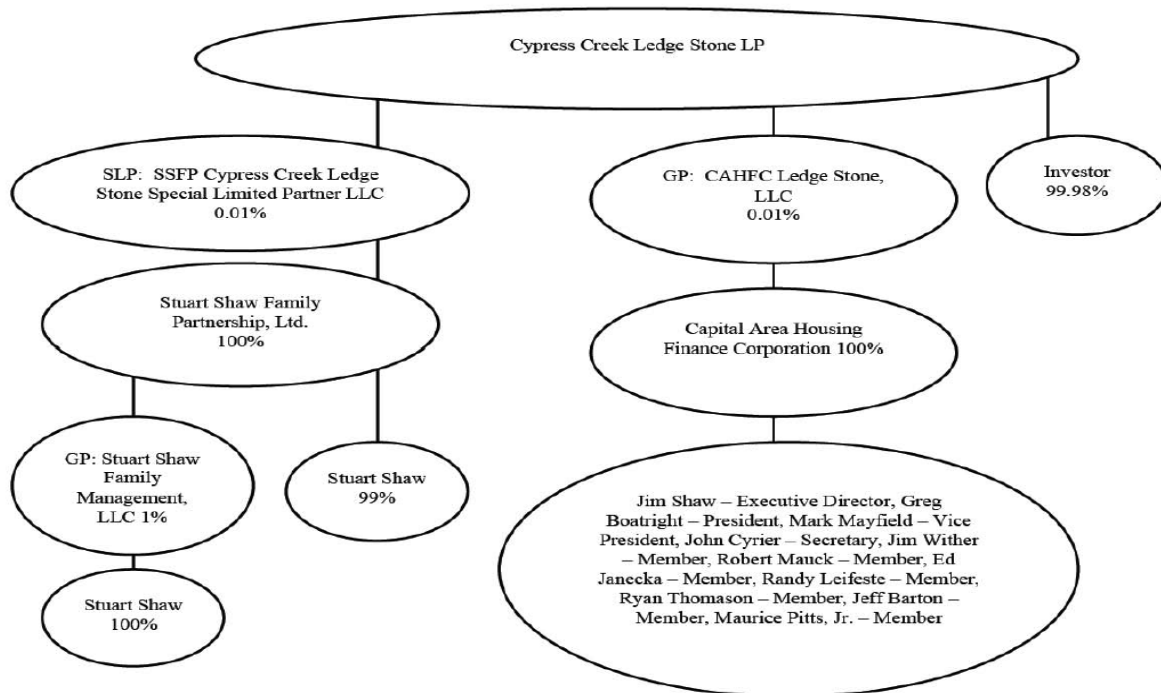 Cypress Creek Ledge Stone LP
SLP: SSFP Cypress Creek Ledge
Stone Special Limited Partner LLC
0.01%
GP: CAHFC Ledge Stone,
LLC
0.01%
Investor
99.98%
Stuart Shaw Family
Partnership, Ltd.
100%
Capital Area Housing
Finance Corporation 100%
GP: Stuart Shaw
Family
Management,
LLC 1%
Stuart Shaw
99%
Stuart Shaw
100%
Jim Shaw – Executive Director, Greg
Boatright – President, Mark Mayfield – Vice
President, John Cyrier – Secretary, Jim Wither
– Member, Robert Mauck – Member, Ed
Janecka – Member, Randy Leifeste – Member,
Ryan Thomason – Member, Jeff Barton –
Member, Maurice Pitts, Jr. – Member